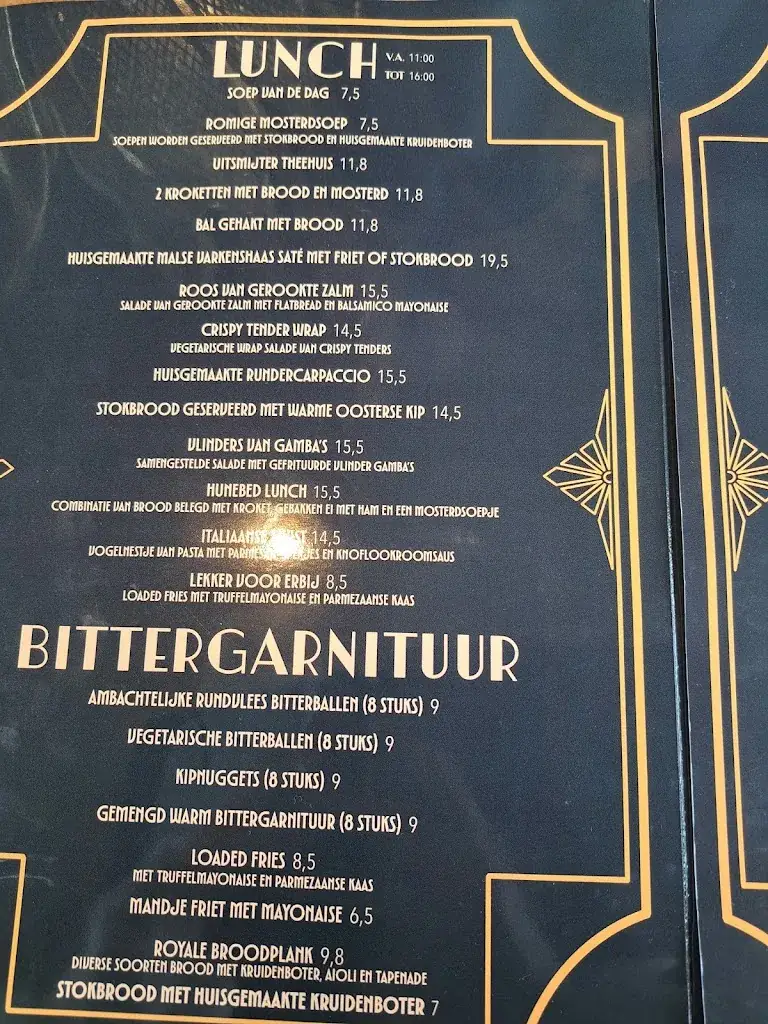 LUNCH V.A. 11:00 TOT 16:00
SOEP VAN DE DAG 7,5
ROMIGE MOSTERDSOEP 7,5
SOEPEN WORDEN GESERVEERD MET STOKBROOD EN HUISGEMAAKTE KRUIDENBOTER
UITSMIJTER THEEHUIS 11,8
2 KROKETTEN MET BROOD EN MOSTERD 11,8
BAL GEHAKT MET BROOD 11,8
HUISGEMAAKTE MALSE VARKENSHAAS SATÉ MET FRIET OF STOKBROOD 19,5
ROOS VAN GEROOKTE ZALM 15,5
SALADE VAN GEROOKTE ZALM MET FLATBREAD EN BALSAMICO MAYONAISE
CRISPY TENDER WRAP 14,5
VEGETARISCHE WRAP SALADE VAN CRISPY TENDERS
HUISGEMAAKTE RUNDERCARPACCIO 15,5
STOKBROOD GESERVEERD MET WARME OOSTERSE KIP 14,5
VLINDERS VAN GAMBA'S 15,5
SAMENGESTELDE SALADE MET GEFRITUURDE VLINDER GAMBA'S
HUNEBED LUNCH 15,5
COMBINATIE VAN BROOD BELEGD MET KROKET, GEBAKKEN EI MET HAM EN EEN MOSTERDSOEPJE
14,5
VOGELNESTJE VAN PASTA MET EN KNOFLOOKROOMSAUS
LEKKER VOOR ERBIJ 8,5
LOADED FRIES MET TRUFFELMAYONAISE EN PARMEZAANSE KAAS
BITTERGARNITUUR
AMBACHTELIJKE RUNDVLEES BITTERBALLEN (8 STUKS) 9
VEGETARISCHE BITTERBALLEN (8 STUKS) 9
KIPNUGGETS (8 STUKS) 9
GEMENGD WARM BITTERGARNITUUR (8 STUKS) 9
LOADED FRIES 8,5
MET TRUFFELMAYONAISE EN PARMEZAANSE KAAS
MANDJE FRIET MET MAYONAISE 6,5
ROYALE BROODPLANK 9,8
DIVERSE SOORTEN BROOD MET KRUIDENBOTER, AIOLI EN TAPENADE
STOKBROOD MET HUISGEMAAKTE KRUIDENBOTER 7